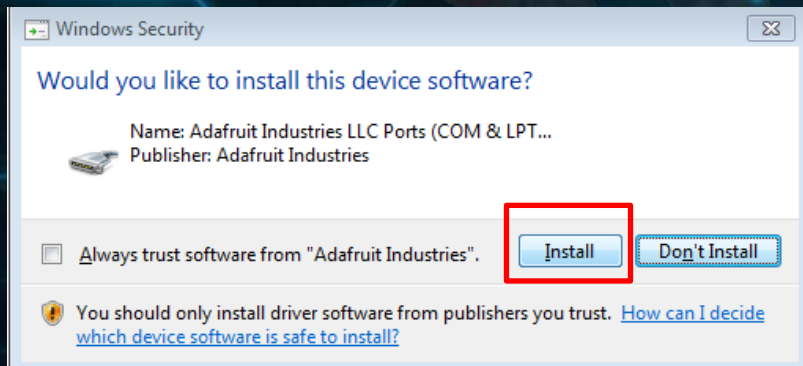 Windows Security
Would you like to install this device software?
Name: Adafruit Industries LLC Ports (COM & LPT...
Publisher: Adafruit Industries
Always trust software from "Adafruit Industries".
Install
Don't Install
You should only install driver software from publishers you trust. How can I decide
which device software is safe to install?